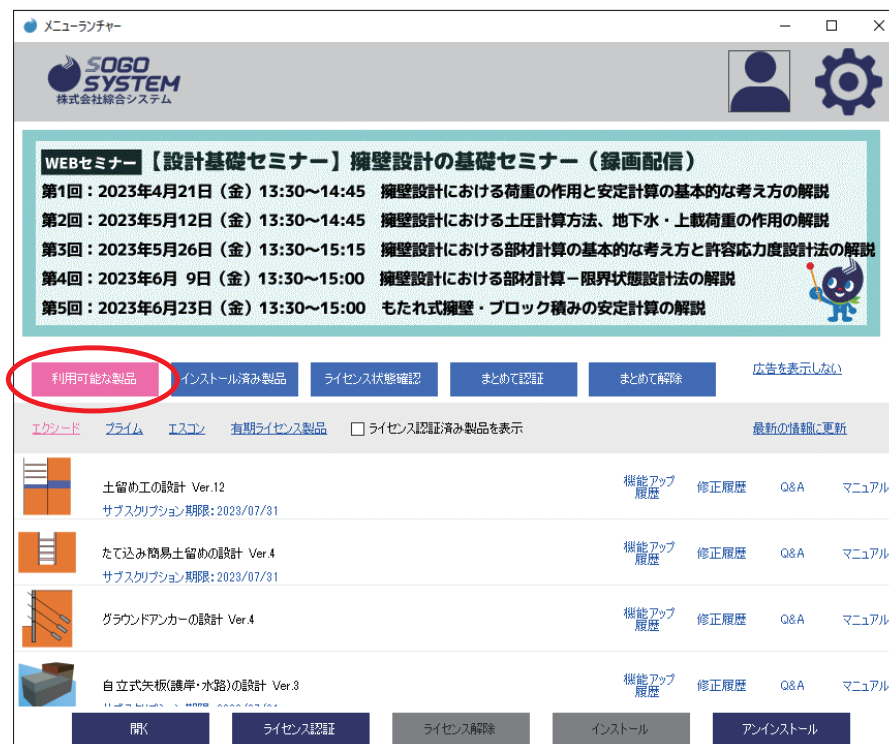 メニューランチャー
SOGO
SYSTEM
株式会社綜合システム
WEBセミナー 【設計基礎セミナー】擁壁設計の基礎セミナー（録画配信）
第1回：2023年4月21日（金）13:30～14:45 擁壁設計における荷重の作用と安定計算の基本的な考え方の解説
第2回：2023年5月12日（金）13:30～14:45 擁壁設計における土圧計算方法、地下水・上載荷重の作用の解説
第3回：2023年5月26日（金）13:30～15:15 擁壁設計における部材計算の基本的な考え方と許容応力度設計法の解説
第4回：2023年6月 9日（金）13:30～15:00 擁壁設計における部材計算－限界状態設計法の解説
第5回：2023年6月23日（金）13:30～15:00 もたれ式擁壁・ブロック積みの安定計算の解説
利用可能な製品 インストール済み製品 ライセンス状態確認 まとめて認証 まとめて解除 広告を表示しない
エクシード プライム エスコン 有期ライセンス製品 ライセンス認証済み製品を表示 最新の情報に更新
土留め工の設計 Ver.12 機能アップ履歴 修正履歴 Q&A マニュアル
サブスクリプション期限：2023/07/31
たて込み簡易土留めの設計 Ver.4 機能アップ履歴 修正履歴 Q&A マニュアル
サブスクリプション期限：2023/07/31
グラウンドアンカーの設計 Ver.4 機能アップ履歴 修正履歴 Q&A マニュアル
自立式矢板(護岸・水路)の設計 Ver.3 機能アップ履歴 修正履歴 Q&A マニュアル
開く ライセンス認証 ライセンス解除 インストール アンインストール